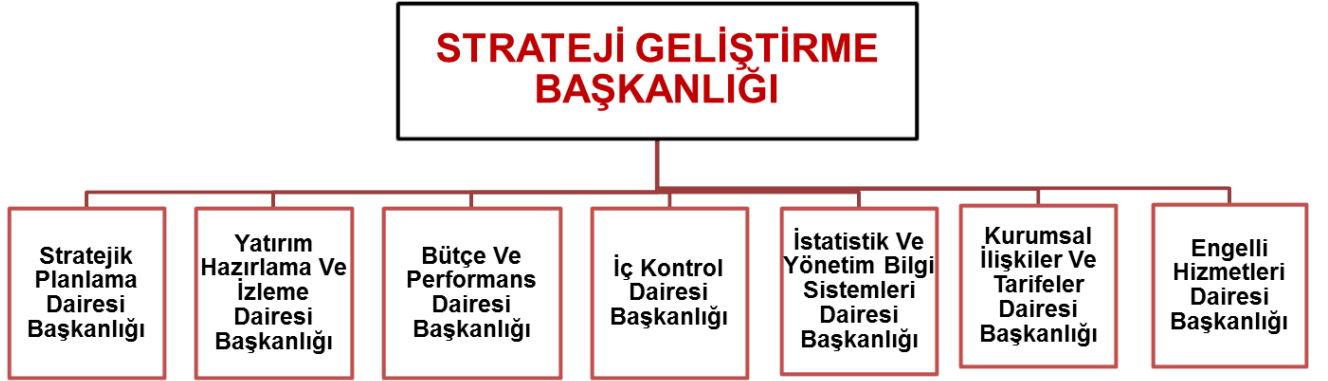 STRATEJİ GELİŞTİRME
BAŞKANLIĞI
Stratejik
Planlama
Dairesi
Başkanlığı
Yatırım
Hazırlama Ve
İzleme
Dairesi
Başkanlığı
Bütçe Ve
Performans
Dairesi
Başkanlığı
İç Kontrol
Dairesi
Başkanlığı
İstatistik Ve
Yönetim Bilgi
Sistemleri
Dairesi
Başkanlığı
Kurumsal
İlişkiler Ve
Tarifeler
Dairesi
Başkanlığı
Engelli
Hizmetleri
Dairesi
Başkanlığı